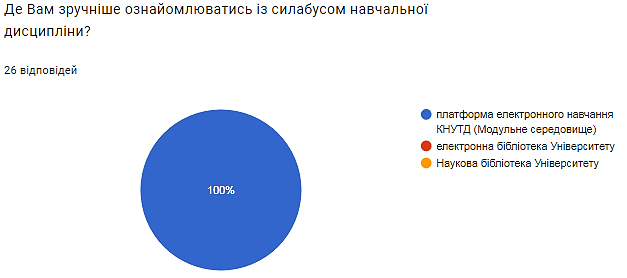 Де Вам зручніше ознайомлюватись із силабусом навчальної
дисципліни?
26 відповідей
100%
платформа електронного навчання
КНУТД (Модульне середовище)
електронна бібліотека Університету
Наукова бібліотека Університету